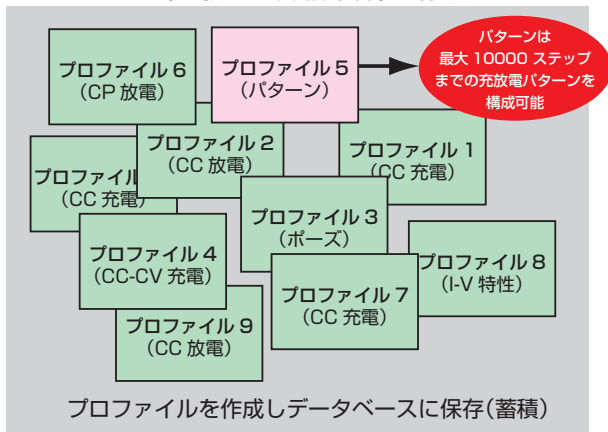 プロファイル 6
(CP 放電)
プロファイル 5
(パターン)
パターンは
最大 10000 ステップ
までの充放電パターンを
構成可能
プロファイル 2
(CC 放電)
プロファイル 1
(CC 充電)
プロファイル
(CC 充電)
プロファイル 3
(ポーズ)
プロファイル 4
(CC-CV 充電)
プロファイル 8
(I-V 特性)
プロファイル 7
(CC 充電)
プロファイル 9
(CC 放電)
プロファイルを作成しデータベースに保存(蓄積)